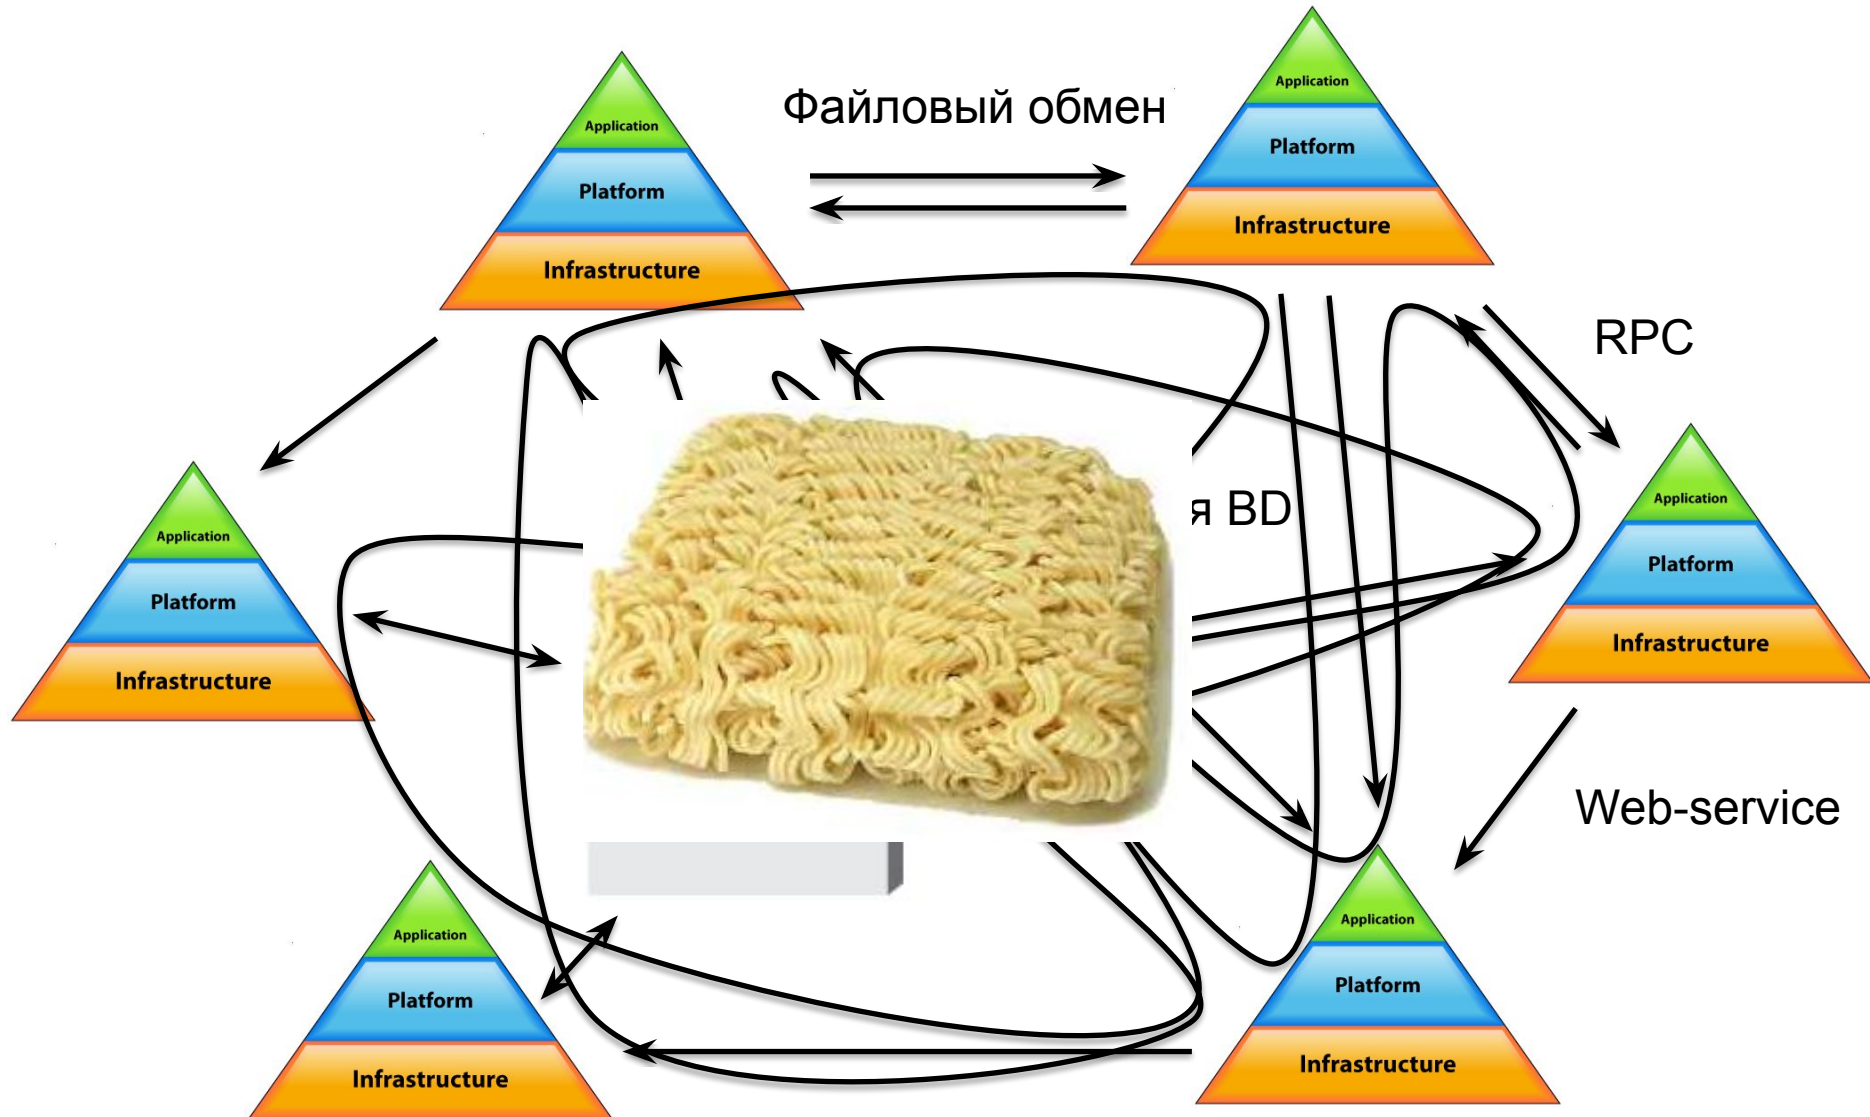 Application
Platform
Infrastructure
Файловый обмен
Application
Platform
Infrastructure
RPC
Application
Platform
Infrastructure
я BD
Application
Platform
Infrastructure
Web-service
Application
Platform
Infrastructure
Application
Platform
Infrastructure